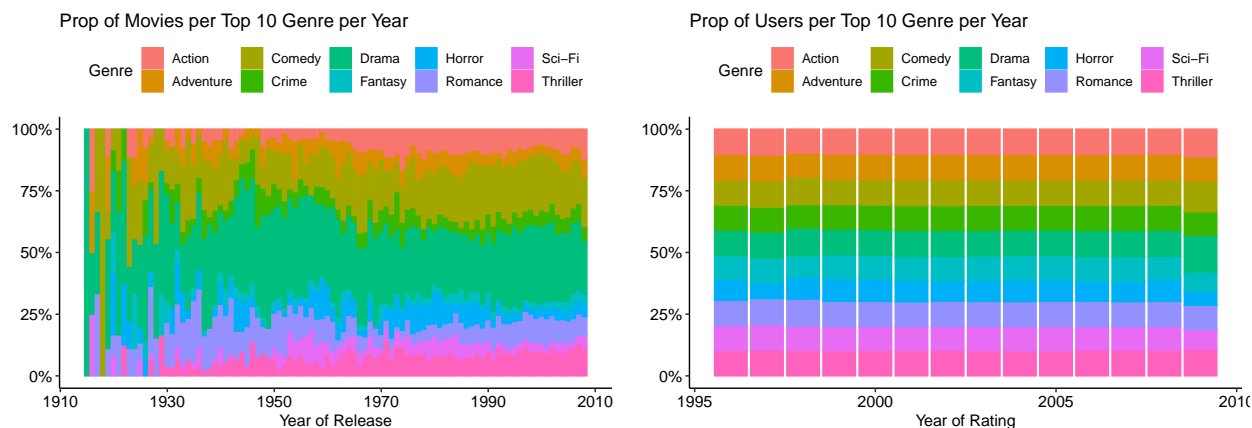 Prop of Movies per Top 10 Genre per Year
Genre
Action
Comedy
Drama
Horror
Sci−Fi
Adventure
Crime
Fantasy
Romance
Thriller
100%
75%
50%
25%
0%
1910
1930
1950
1970
1990
2010
Year of Release
Prop of Users per Top 10 Genre per Year
Genre
Action
Comedy
Drama
Horror
Sci−Fi
Adventure
Crime
Fantasy
Romance
Thriller
100%
75%
50%
25%
0%
1995
2000
2005
2010
Year of Rating